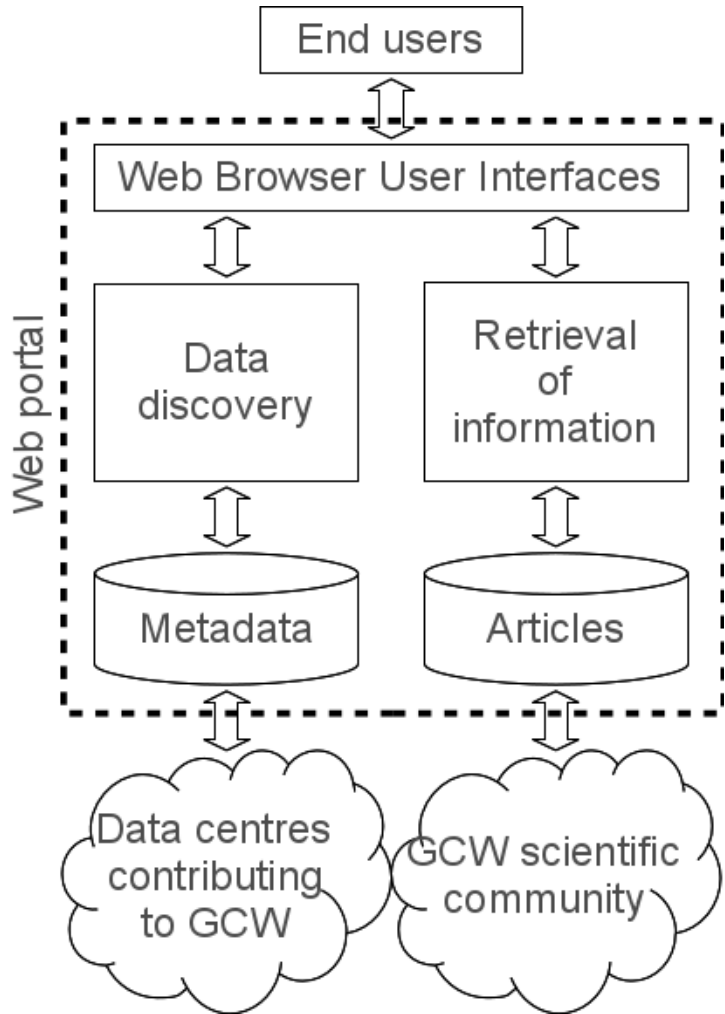 End users
Web Browser User Interfaces
Web portal
Data
discovery
Retrieval
of
information
Metadata
Articles
Data centres
contributing
to GCW
GCW scientific
community